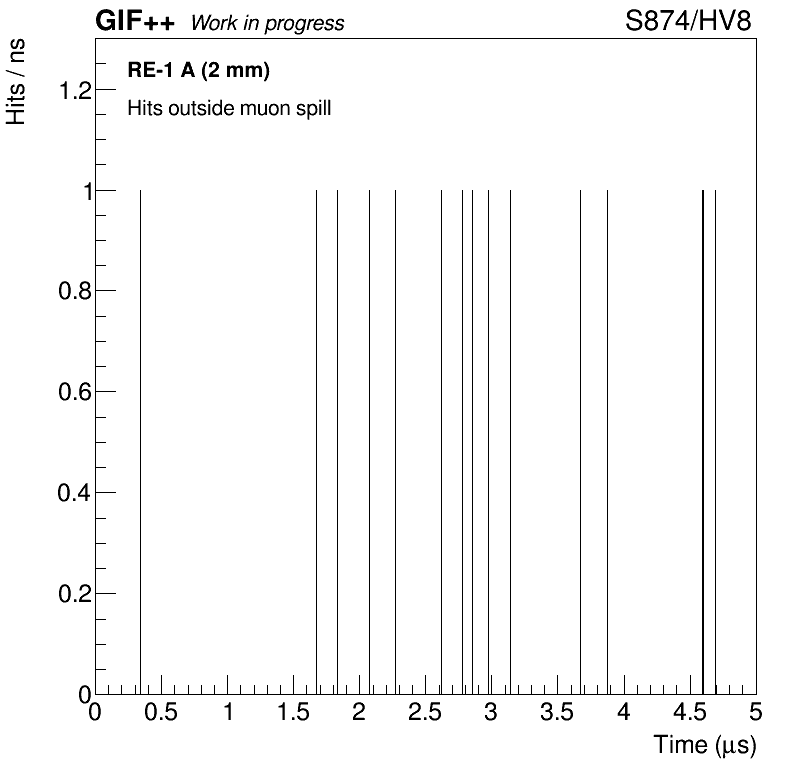 GIF++ Work in progress S874/HV8
Hits / ns
RE-1 A (2 mm)
Hits outside muon spill
1.2
1
0.8
0.6
0.4
0.2
0
0 0.5 1 1.5 2 2.5 3 3.5 4 4.5 5
Time (μs)